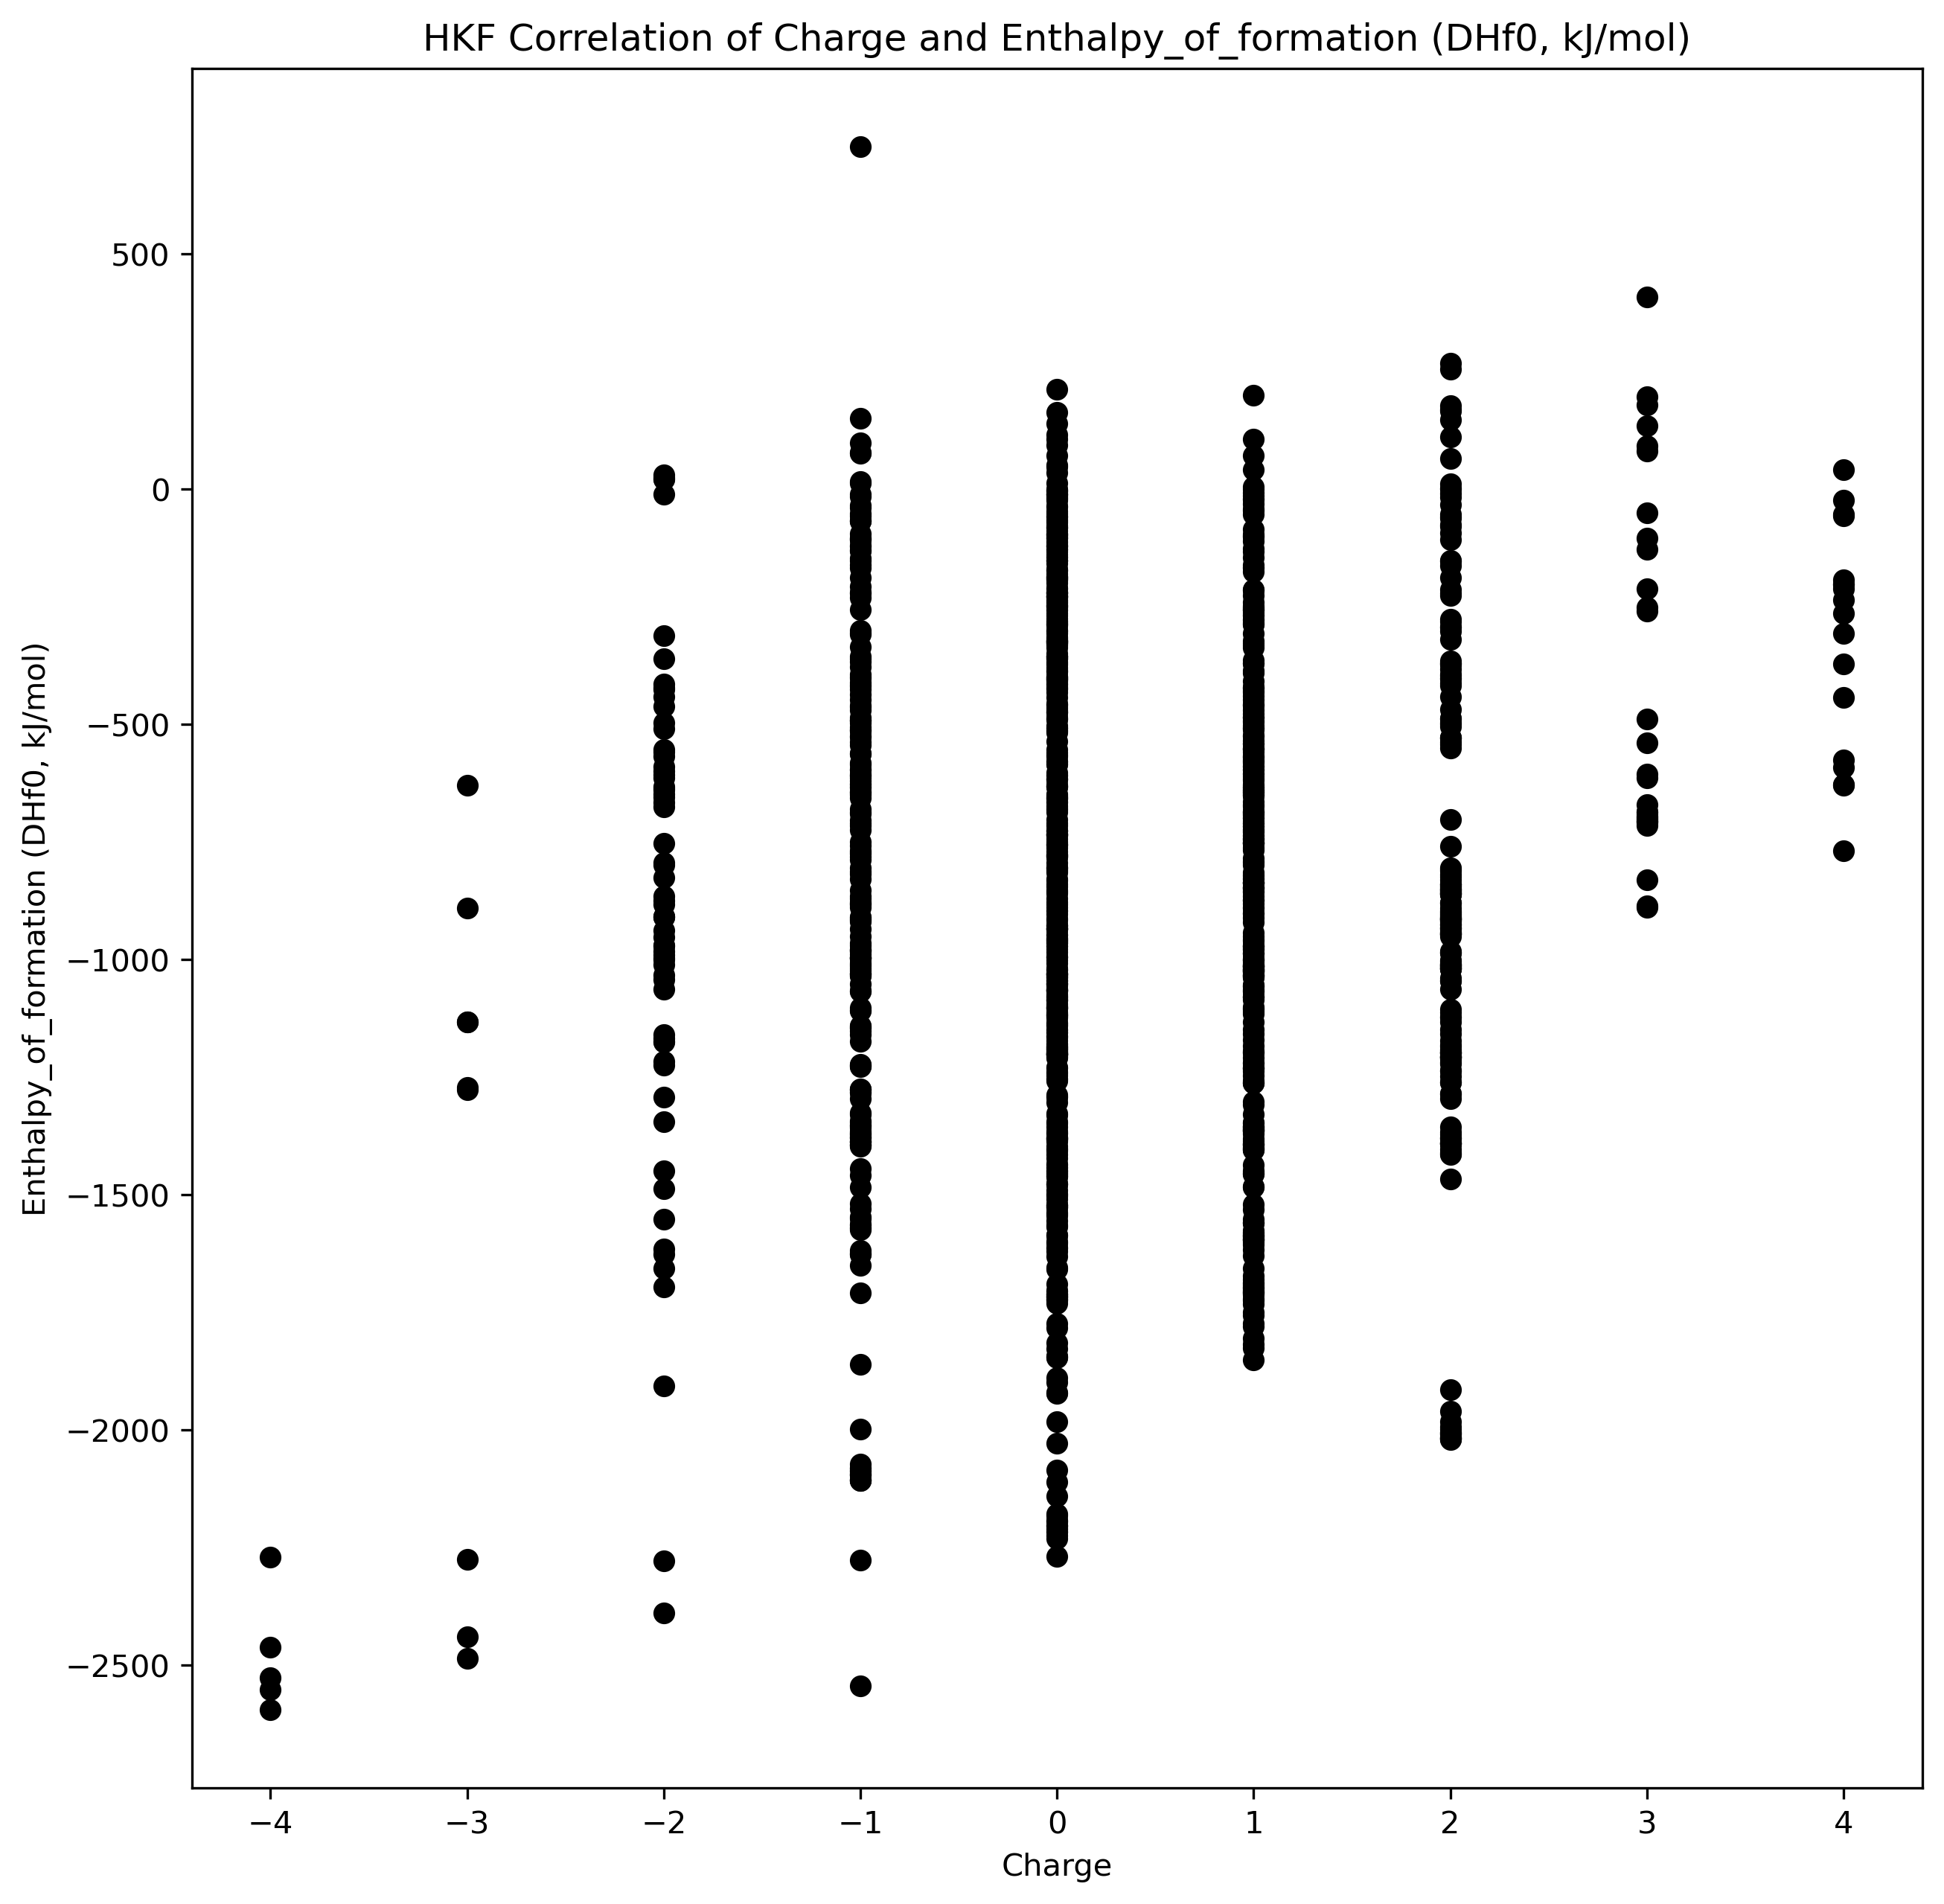 HKF Correlation of Charge and Enthalpy_of_formation (DHf0, kJ/mol)
Enthalpy_of_formation (DHf0, kJ/mol)
500
0
−500
−1000
−1500
−2000
−2500
−4 −3 −2 −1 0 1 2 3 4
Charge